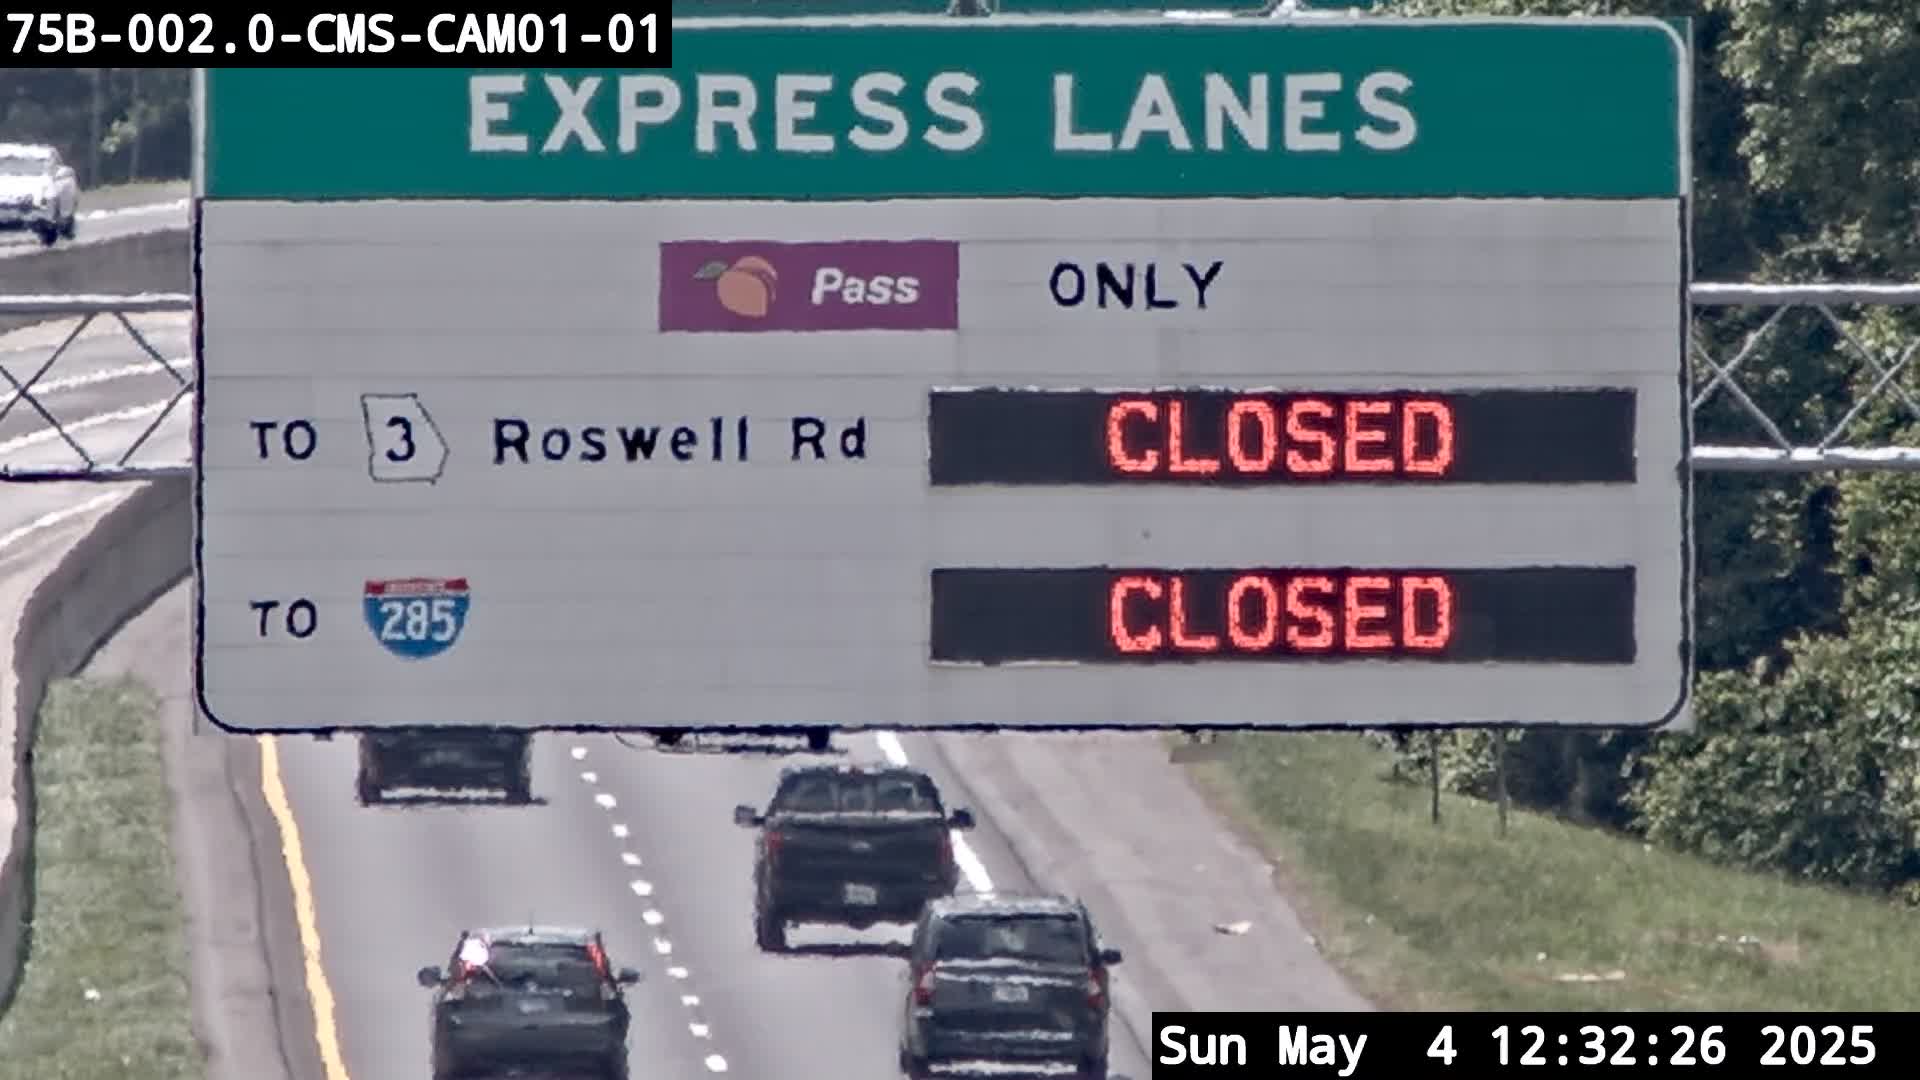 75B-002.0-CMS-CAM01-01
EXPRESS LANES
Pass ONLY
TO 3 Roswell Rd CLOSED
TO 285 CLOSED
Sun May 4 12:32:26 2025